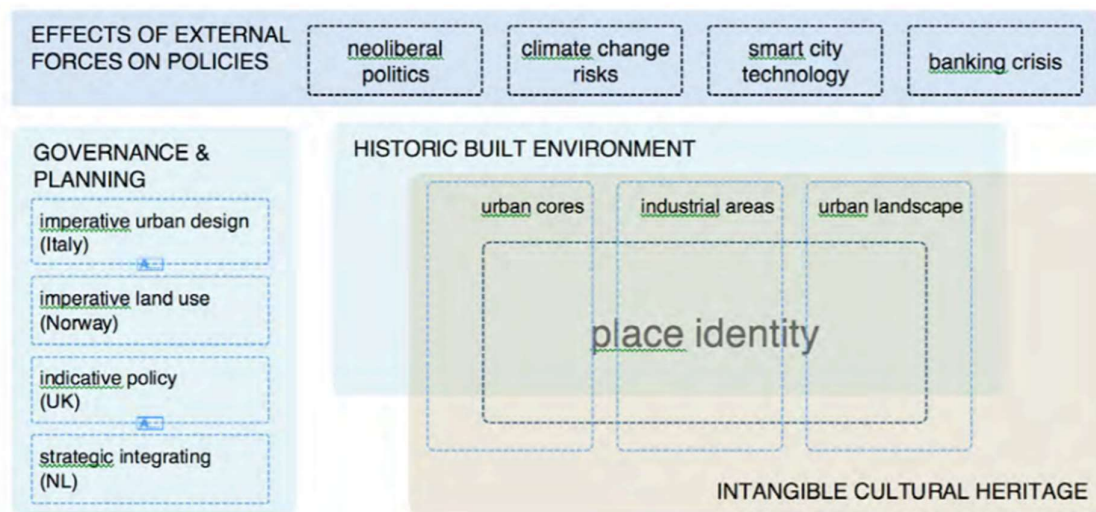 EFFECTS OF EXTERNAL
FORCES ON POLICIES
neoliberal
politics
climate change
risks
smart city
technology
banking crisis
GOVERNANCE &
PLANNING
imperative urban design
(Italy)
imperative land use
(Norway)
indicative policy
(UK)
strategic integrating
(NL)
HISTORIC BUILT ENVIRONMENT
urban cores
industrial areas
urban landscape
place identity
INTANGIBLE CULTURAL HERITAGE